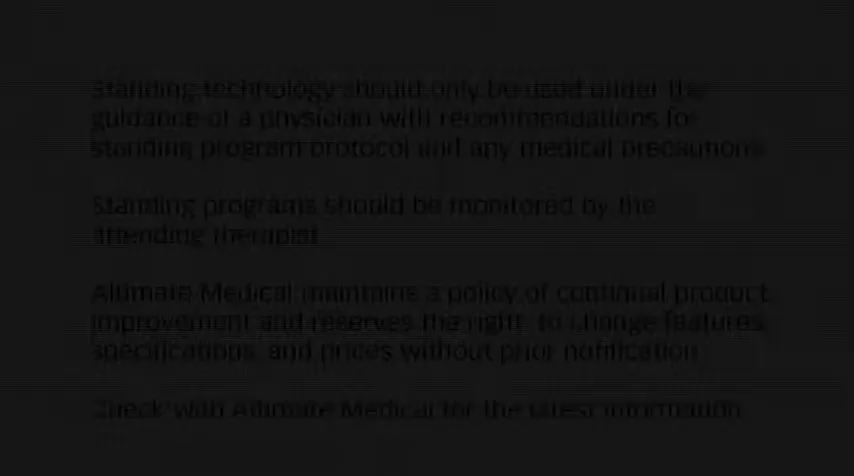 Standing technology should only be used under the
guidance of a physician with recommendations for
standing program protocol and any medical precautions.
Standing programs should be monitored by the
attending therapist.
Altimate Medical maintains a policy of continual product
improvement and reserves the right to change features,
specifications, and prices without prior notification.
Check with Altimate Medical for the latest information.